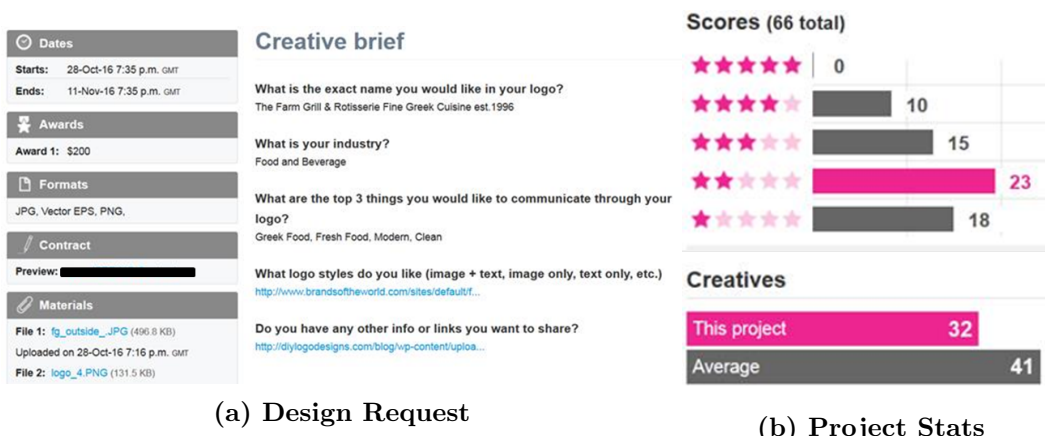 Dates
Starts: 28-Oct-16 7:35 p.m. GMT
Ends: 11-Nov-16 7:35 p.m. GMT
Awards
Award 1: $200
Formats
JPG, Vector EPS, PNG,
Contract
Preview:
Materials
File 1: fg_outside_.JPG (496.8 KB)
Uploaded on 28-Oct-16 7:16 p.m. GMT
File 2: logo_4.PNG (131.5 KB)
Creative brief
What is the exact name you would like in your logo?
The Farm Grill & Rotisserie Fine Greek Cuisine est.1996
What is your industry?
Food and Beverage
What are the top 3 things you would like to communicate through your
logo?
Greek Food, Fresh Food, Modern, Clean
What logo styles do you like (image + text, image only, text only, etc.)
http://www.brandsoftheworld.com/sites/default/f...
Do you have any other info or links you want to share?
http://diylogodesigns.com/blog/wp-content/uploa...
(a) Design Request
Scores (66 total)
0
10
15
23
18
Creatives
This project 32
Average 41
(b) Project Stats